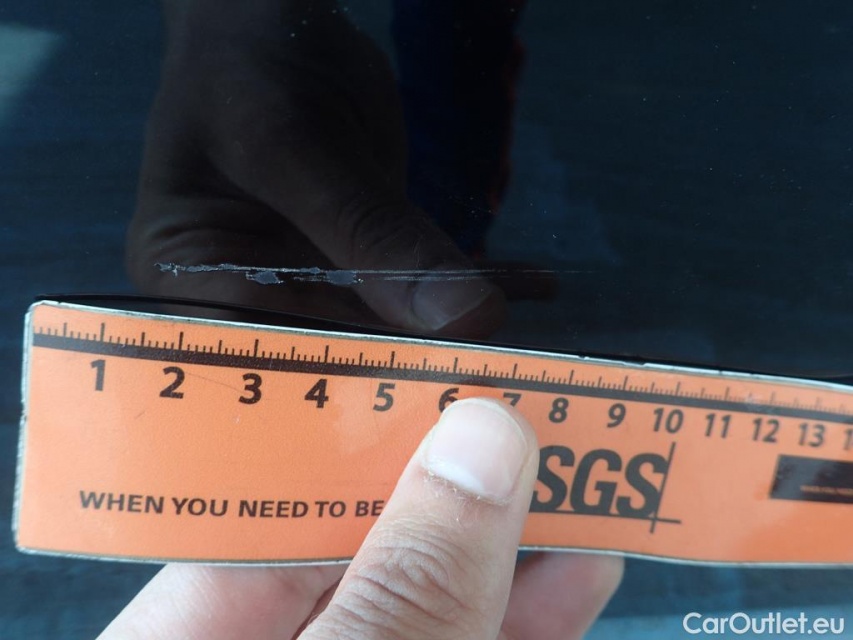 1 2 3 4 5 6 7 8 9 10 11 12 13
WHEN YOU NEED TO BE
SGS
CarOutlet.eu